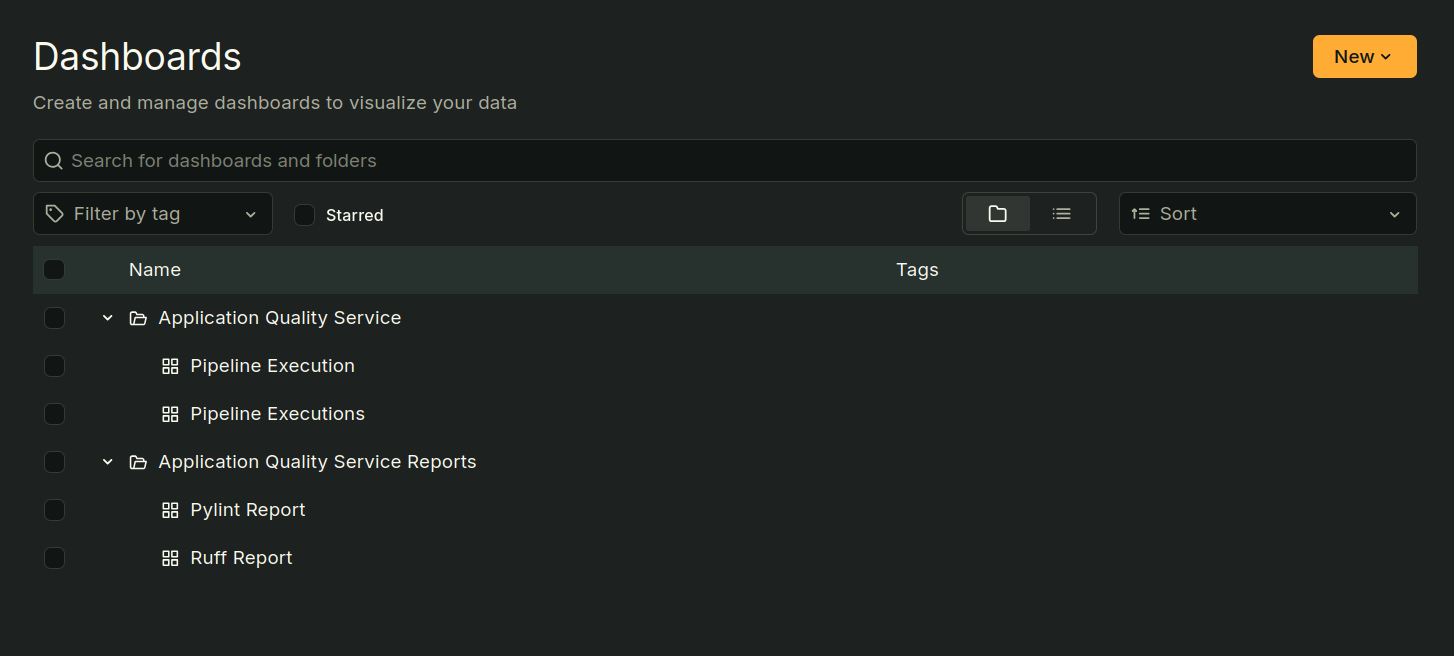 Dashboards
New
Create and manage dashboards to visualize your data
Search for dashboards and folders
Filter by tag
Starred
Sort
Name Tags
Application Quality Service
Pipeline Execution
Pipeline Executions
Application Quality Service Reports
Pylint Report
Ruff Report